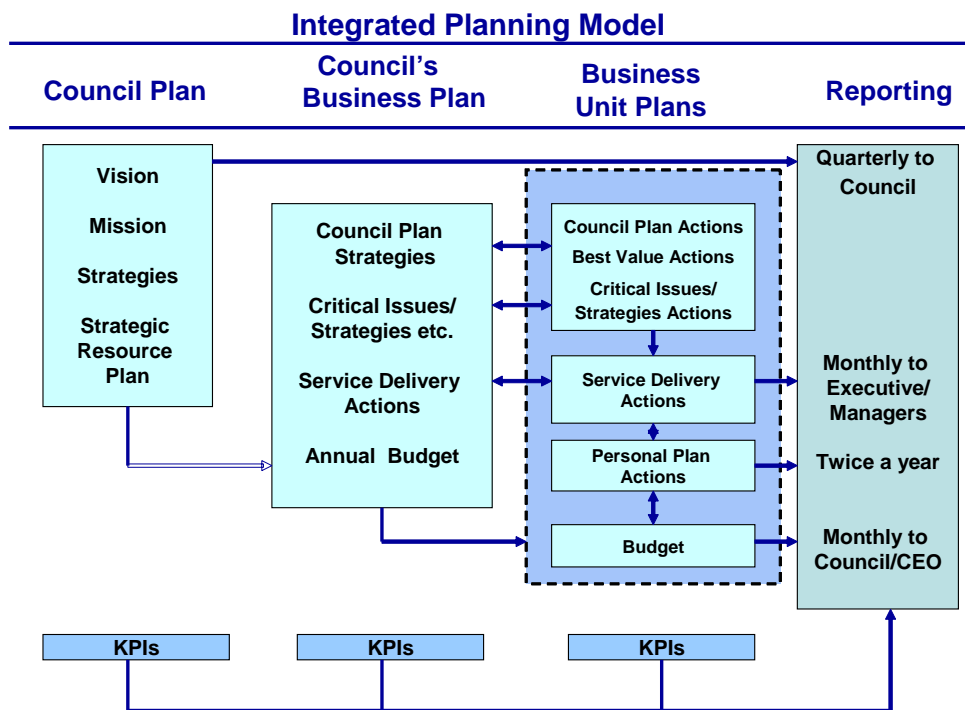 Integrated Planning Model
Council Plan
Council's
Business Plan
Business
Unit Plans
Reporting
Vision
Mission
Strategies
Strategic
Resource
Plan
Council Plan
Strategies
Critical Issues/
Strategies etc.
Service Delivery
Actions
Annual Budget
Council Plan Actions
Best Value Actions
Critical Issues/
Strategies Actions
Service Delivery
Actions
Personal Plan
Actions
Budget
Quarterly to
Council
Monthly to
Executive/
Managers
Twice a year
Monthly to
Council/CEO
KPIs
KPIs
KPIs